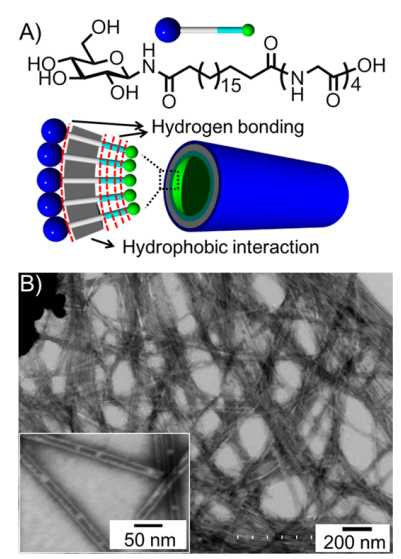 A)
OH
HO
O
HO
OH
H
N
O
15
O
N
H
O
4
OH
Hydrogen bonding
Hydrophobic interaction
B)
50 nm
200 nm